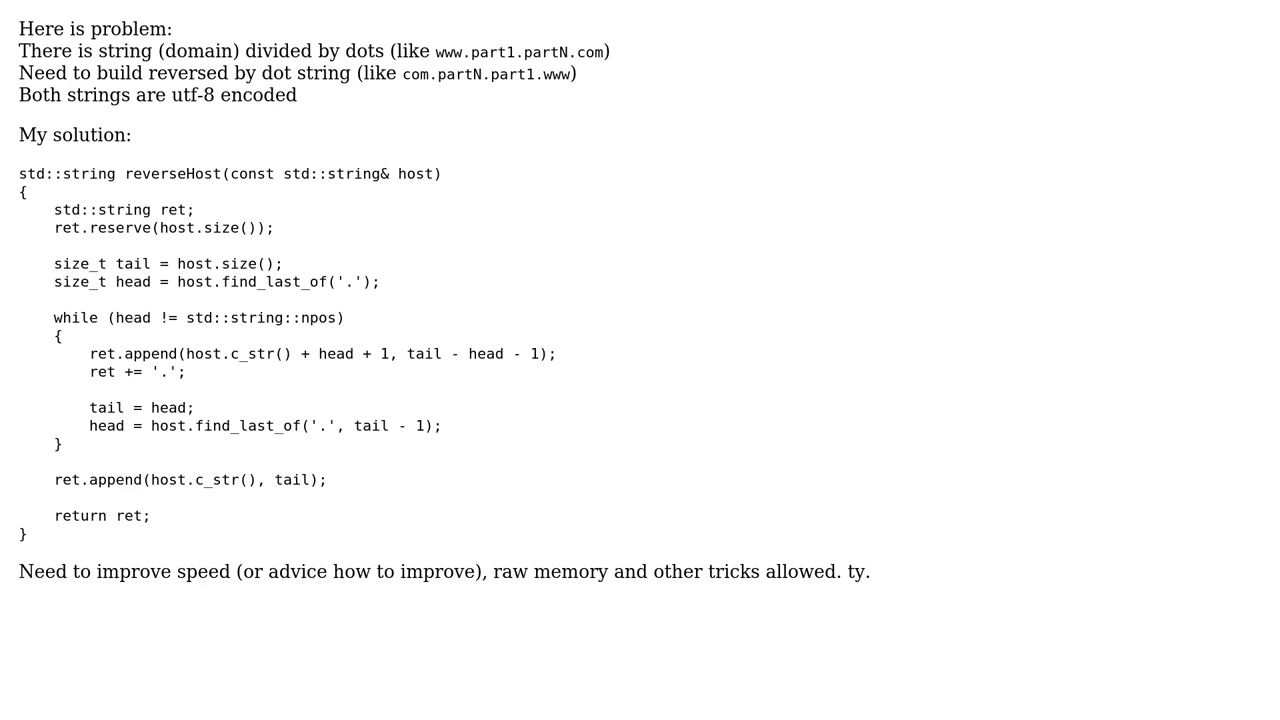 Here is problem:
There is string (domain) divided by dots (like www.part1.partN.com)
Need to build reversed by dot string (like com.partN.part1.www)
Both strings are utf-8 encoded
My solution:
std::string reverseHost(const std::string& host)
{
    std::string ret;
    ret.reserve(host.size());
    size_t tail = host.size();
    size_t head = host.find_last_of('.');
    while (head != std::string::npos)
    {
        ret.append(host.c_str() + head + 1, tail - head - 1);
        ret += '.';
        tail = head;
        head = host.find_last_of('.', tail - 1);
    }
    ret.append(host.c_str(), tail);
    return ret;
}
Need to improve speed (or advice how to improve), raw memory and other tricks allowed. ty.